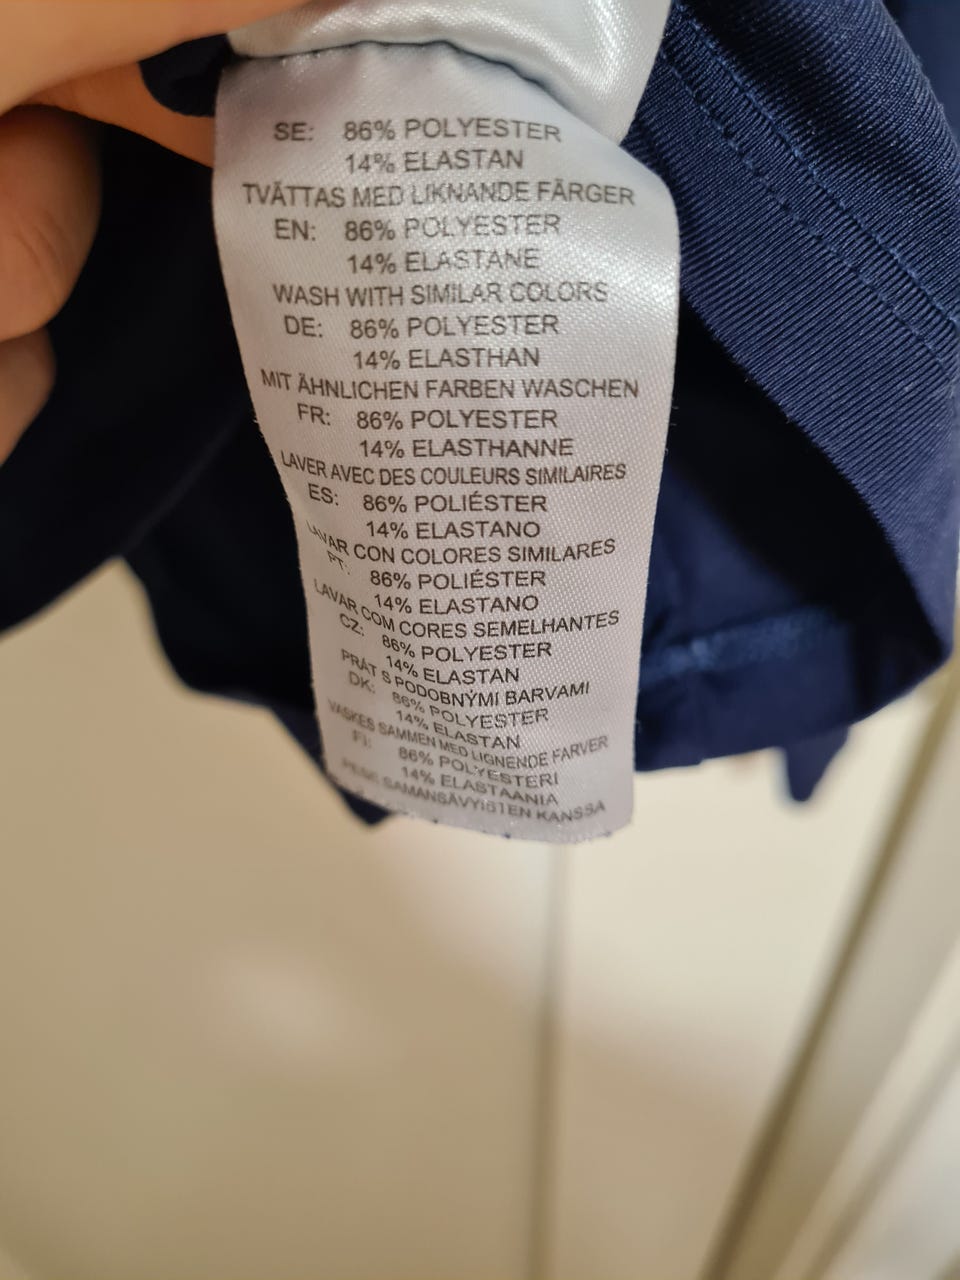 SE: 86% POLYESTER
14% ELASTAN
TVÄTTAS MED LIKNANDE FÄRGER
EN: 86% POLYESTER
14% ELASTANE
WASH WITH SIMILAR COLORS
DE: 86% POLYESTER
14% ELASTHAN
MIT ÄHNLICHEN FARBEN WASCHEN
FR: 86% POLYESTER
14% ELASTHANNE
LAVER AVEC DES COULEURS SIMILAIRES
ES: 86% POLIÉSTER
14% ELASTANO
LAVAR CON COLORES SIMILARES
PT: 86% POLIÉSTER
14% ELASTANO
LAVAR COM CORES SEMELHANTES
CZ: 86% POLYESTER
14% ELASTAN
PRÁT S PODOBNÝMI BARVAMI
DK: 86% POLYESTER
14% ELASTAN
VASKES SAMMEN MED LIGNENDE FARVER
FI: 86% POLYESTERI
14% ELASTAANIA
SAMANSÄVYISTEN KANSSA